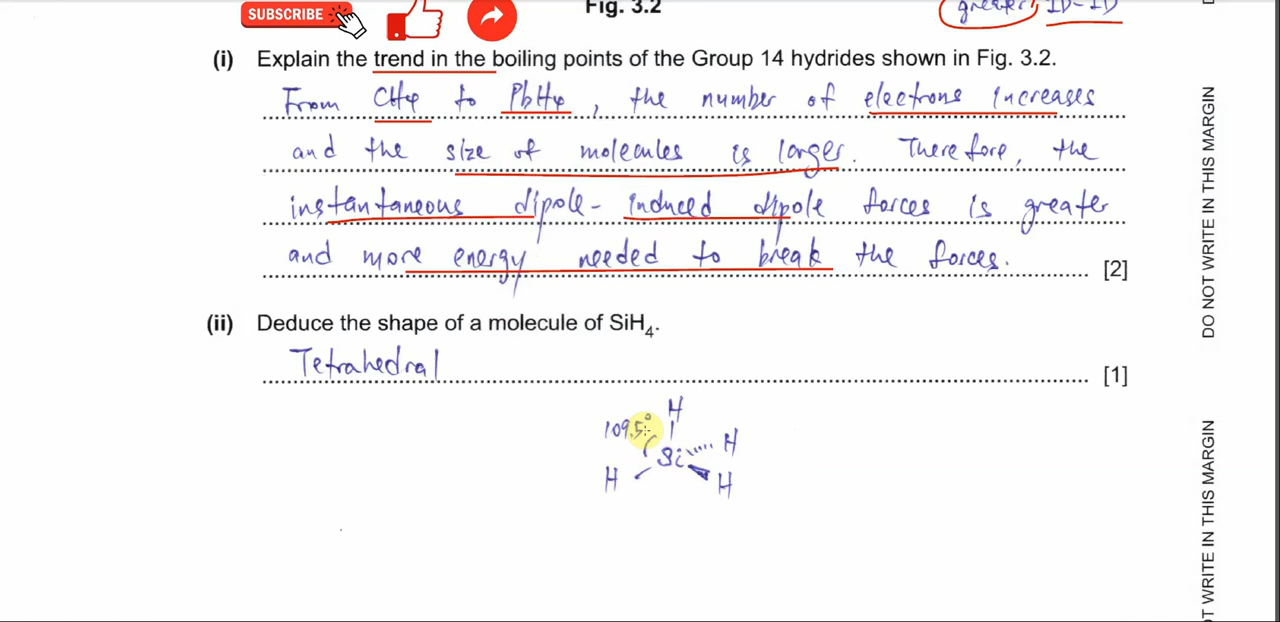 SUBSCRIBE
Fig. 3.2
greater ID-ID
(i) Explain the trend in the boiling points of the Group 14 hydrides shown in Fig. 3.2.
From CH4 to PbH4, the number of electrons increases
and the size of molecules is larger. Therefore, the
instantaneous dipole-induced dipole forces is greater
and more energy needed to break the forces. [2]
(ii) Deduce the shape of a molecule of SiH4.
Tetrahedral [1]
H
109.5°
Si H
H H
DO NOT WRITE IN THIS MARGIN
OT WRITE IN THIS MARGIN